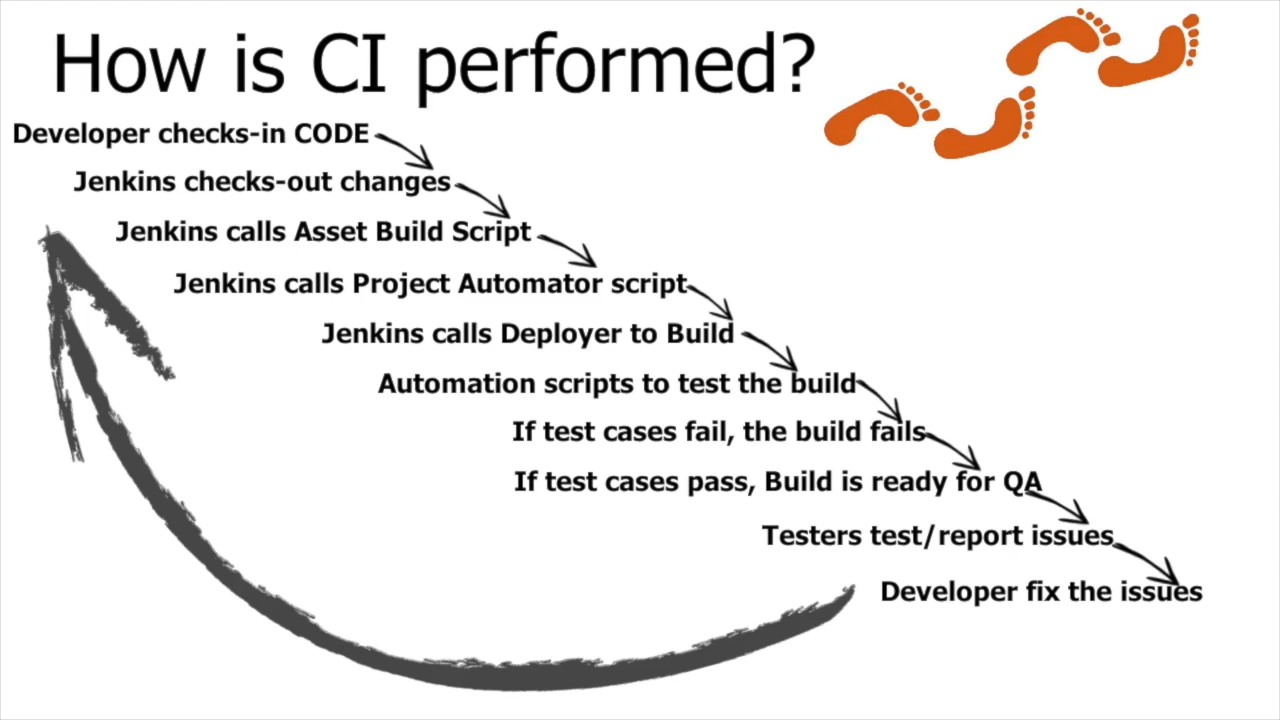 How is CI performed?
Developer checks-in CODE
Jenkins checks-out changes
Jenkins calls Asset Build Script
Jenkins calls Project Automator script
Jenkins calls Deployer to Build
Automation scripts to test the build
If test cases fail, the build fails
If test cases pass, Build is ready for QA
Testers test/report issues
Developer fix the issues